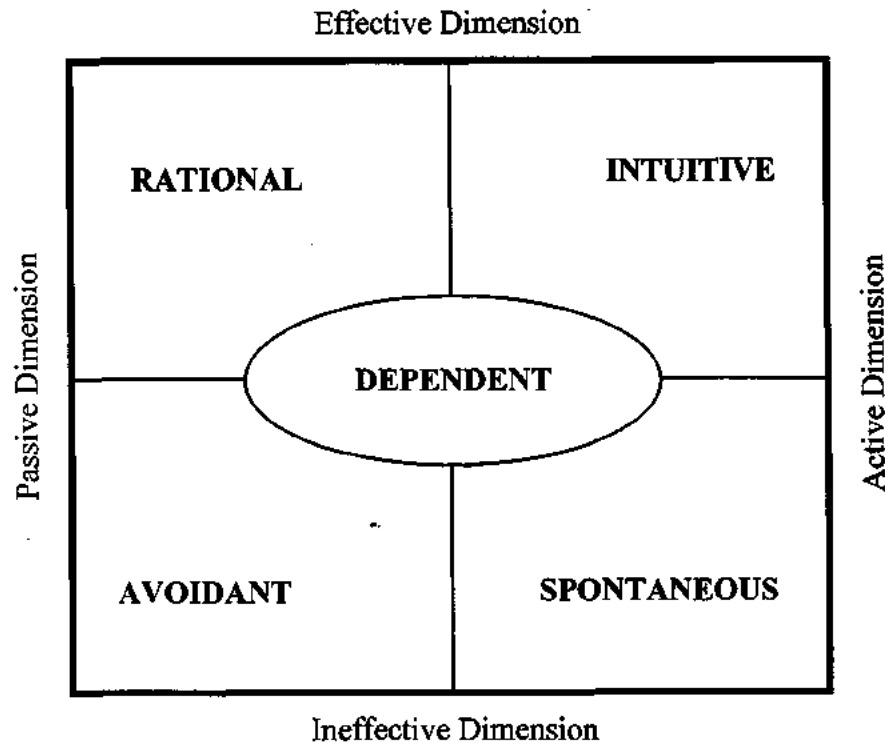 Effective Dimension
RATIONAL
INTUITIVE
Passive Dimension
DEPENDENT
Active Dimension
AVOIDANT
SPONTANEOUS
Ineffective Dimension